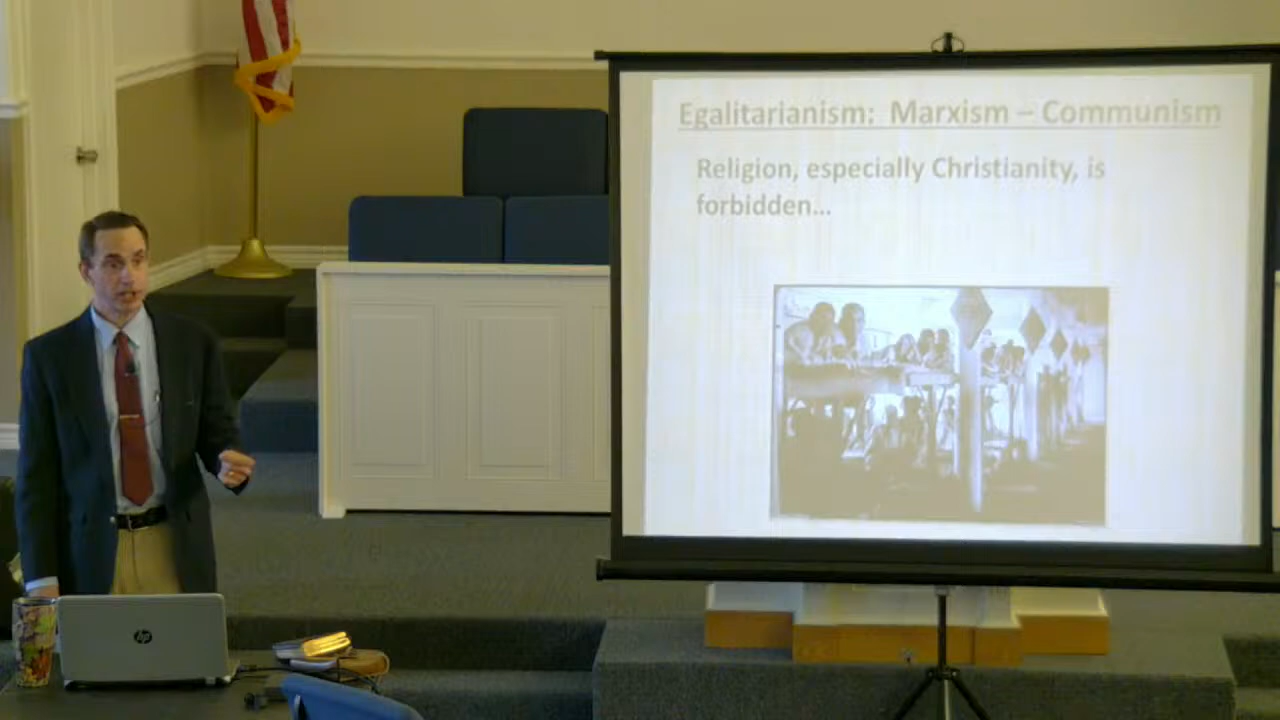 Egalitarianism: Marxism – Communism
Religion, especially Christianity, is
forbidden...
hp